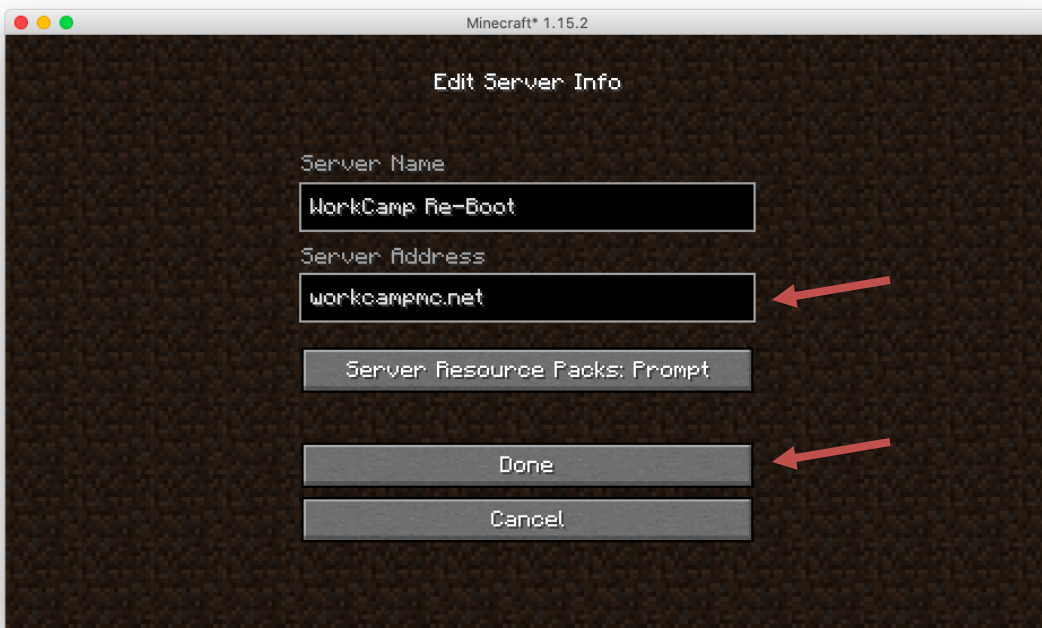 Minecraft* 1.15.2
Edit Server Info
Server Name
WorkCamp Re-Boot
Server Address
workcampmc.net
Server Resource Packs: Prompt
Done
Cancel